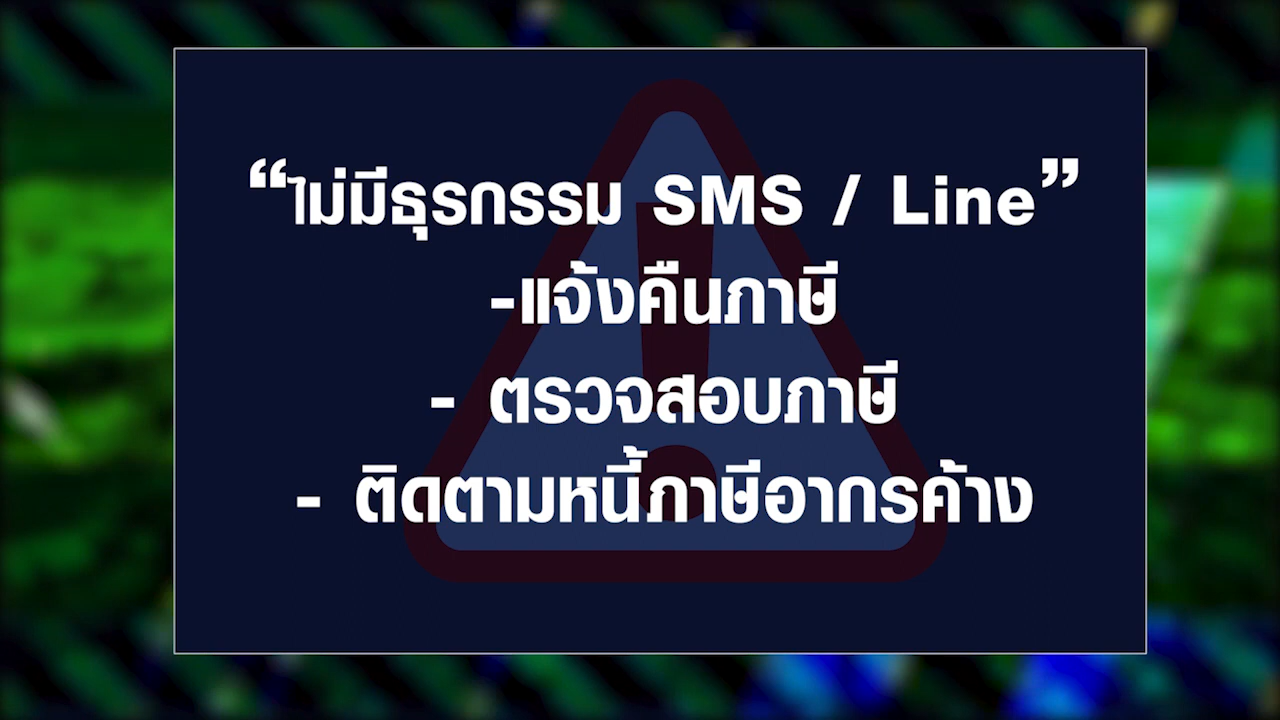 “ไม่มีธุรกรรม SMS / Line”
-แจ้งคืนภาษี
- ตรวจสอบภาษี
- ติดตามหนี้ภาษีอากรค้าง